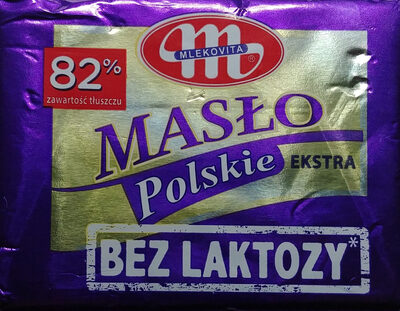 m
MLEKOVITA
82%
zawartość tłuszczu
MASŁO
Polskie EKSTRA
BEZ LAKTOZY*